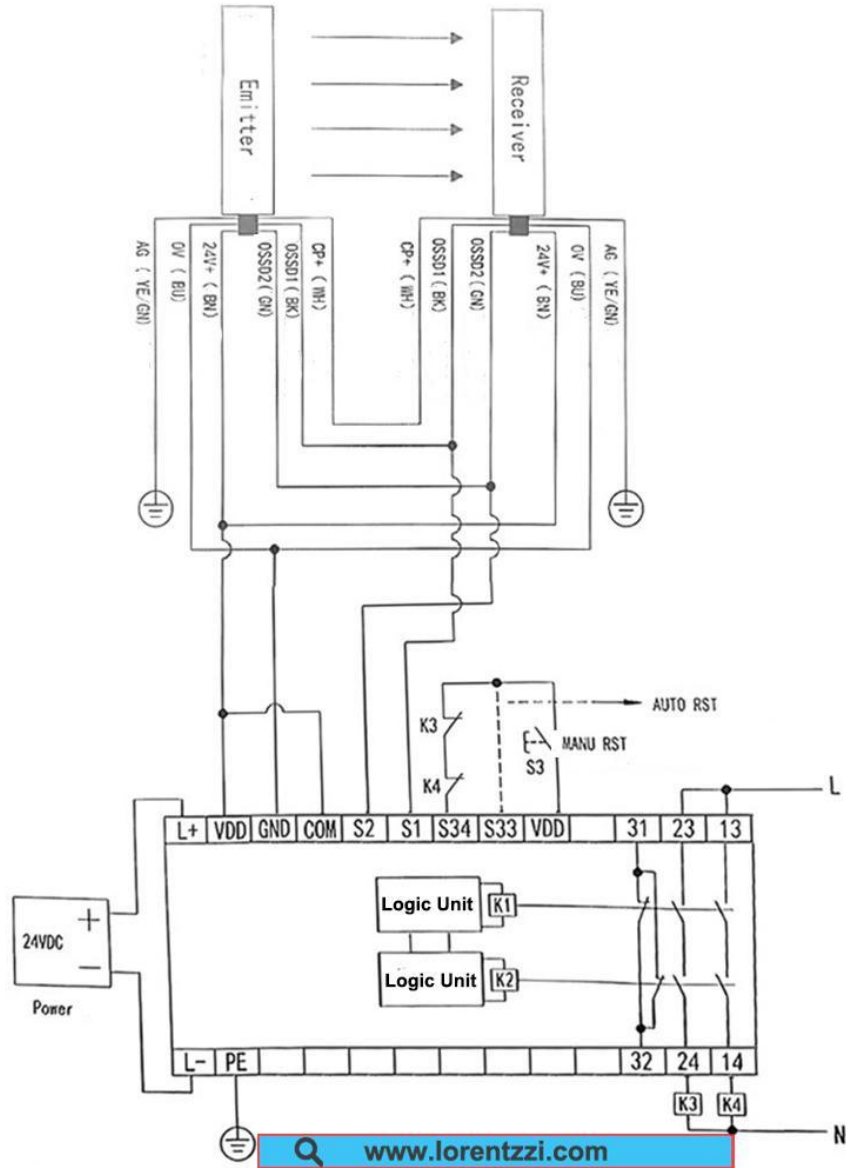 Emitter
Receiver
AG (YE/GN)
0V (BU)
24V+ (BN)
OSSD2(GN)
OSSD1(BK)
CP+ (WH)
CP+ (WH)
OSSD1(BK)
OSSD2(GN)
24V+ (BN)
0V (BU)
AG (YE/GN)
AUTO RST
K3
MANU RST
S3
K4
L
L+ VDD GND COM S2 S1 S34 S33 VDD 31 23 13
Logic Unit K1
24VDC + −
Logic Unit K2
Power
L- PE 32 24 14
K3 K4
N
www.lorentzzi.com